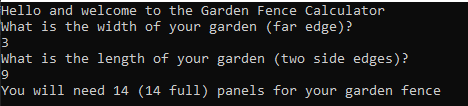 Hello and welcome to the Garden Fence Calculator
What is the width of your garden (far edge)?
3
What is the length of your garden (two side edges)?
9
You will need 14 (14 full) panels for your garden fence